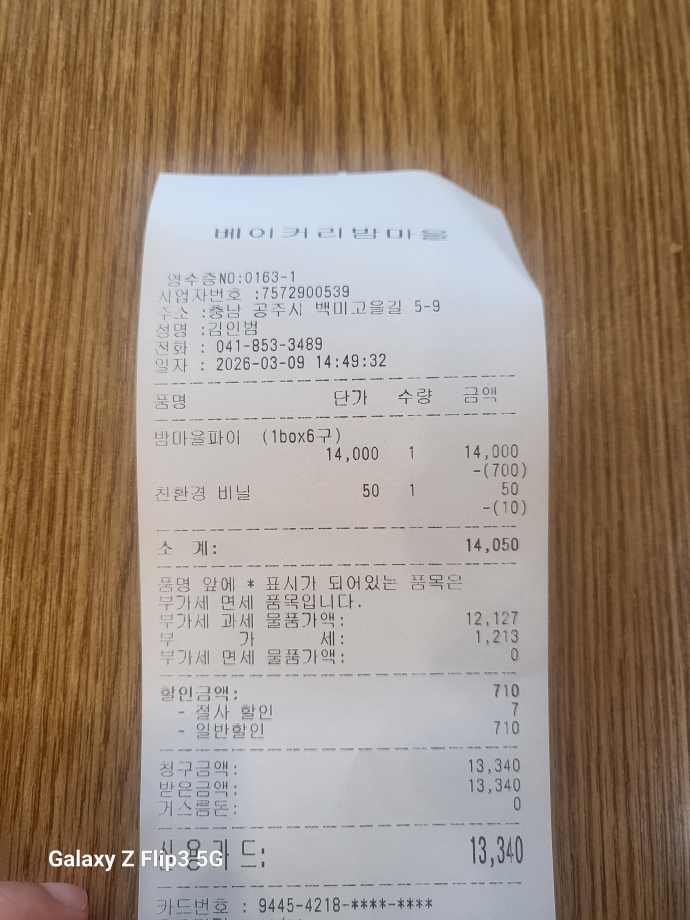 베이커리밤마을
영수증NO:0163-1
사업자번호 :7572900539
주소 :충남 공주시 백미고을길 5-9
성명 :김인범
전화 : 041-853-3489
일자 : 2026-03-09 14:49:32
품명 단가 수량 금액
밤마을파이 (1box6구)
14,000 1 14,000
-(700)
친환경 비닐 50 1 50
-(10)
소 계: 14,050
품명 앞에 * 표시가 되어있는 품목은
부가세 면세 품목입니다.
부가세 과세 물품가액: 12,127
부 가 세: 1,213
부가세 면세 물품가액: 0
할인금액: 710
- 절사 할인 7
- 일반할인 710
청구금액: 13,340
받은금액: 13,340
거스름돈: 0
신용카드: 13,340
Galaxy Z Flip3 5G
카드번호 : 9445-4218-****-****